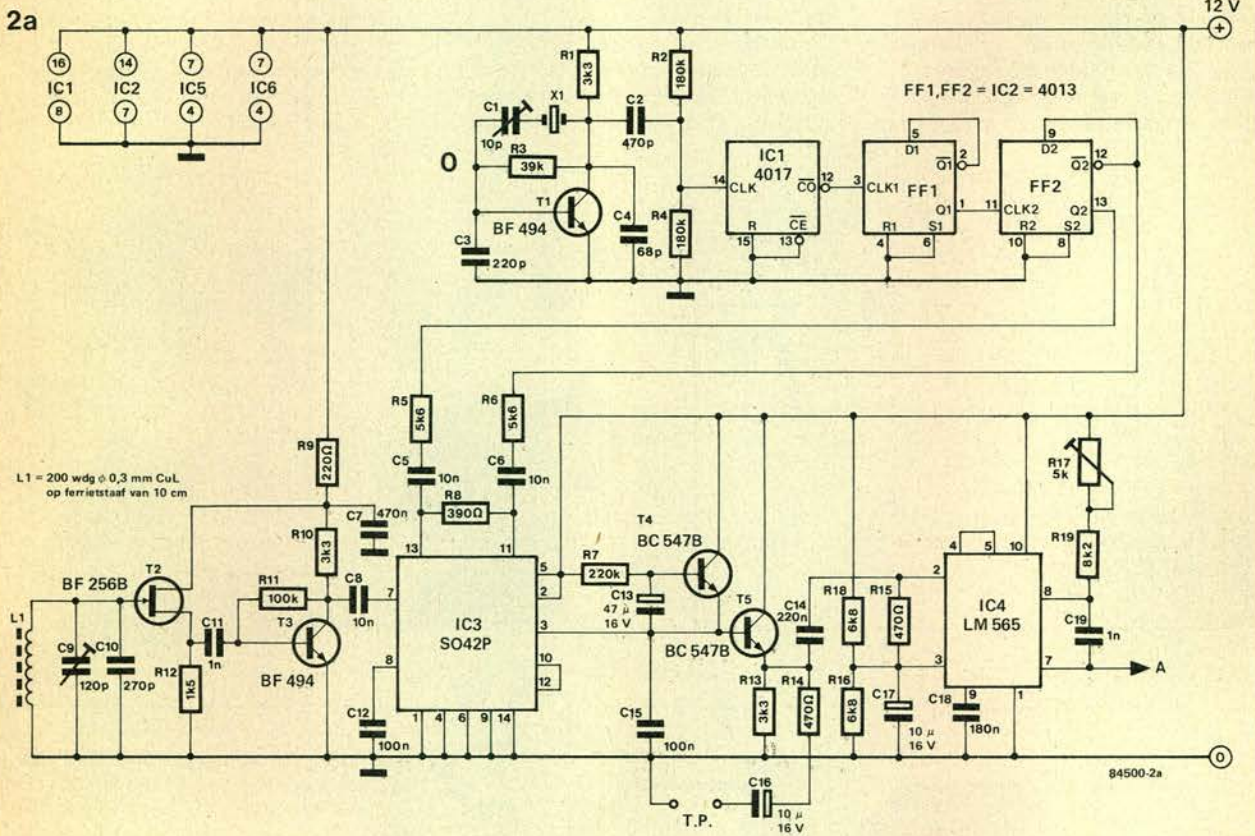 2a
12 V
+
16
14
7
7
IC1
IC2
IC5
IC6
8
7
4
4
R1
3k3
R2
180k
C1
10p
X1
C2
470p
R3
39k
0
T1
BF 494
C3
220p
C4
68p
R4
180k
FF1,FF2 = IC2 = 4013
IC1
4017
14
CLK
CO
12
R
CE
15
13
5
D1
Q1
2
3
CLK1
FF1
Q1
1
R1
S1
4
6
9
D2
Q2
12
FF2
11
CLK2
Q2
13
R2
S2
10
8
R5
5k6
R6
5k6
C5
10n
C6
10n
R8
390Ω
R9
220Ω
L1 = 200 wdg ϕ 0,3 mm CuL
op ferrietstaaf van 10 cm
C7
470n
R10
3k3
T2
BF 256B
R11
100k
C8
10n
L1
C9
120p
C10
270p
C11
1n
T3
BF 494
R12
1k5
C12
100n
13
11
7
5
2
IC3
SO42P
3
8
10
12
1
4
6
9
14
R7
220k
T4
BC 547B
C13
47 µ
16 V
T5
BC 547B
C14
220n
R18
6k8
R15
470Ω
C15
100n
R13
3k3
R14
470Ω
R16
6k8
C17
10 µ
16 V
T.P.
C16
10 µ
16 V
4
5
10
2
IC4
LM 565
8
3
7
9
1
C18
180n
R17
5k
R19
8k2
C19
1n
A
0
84500-2a